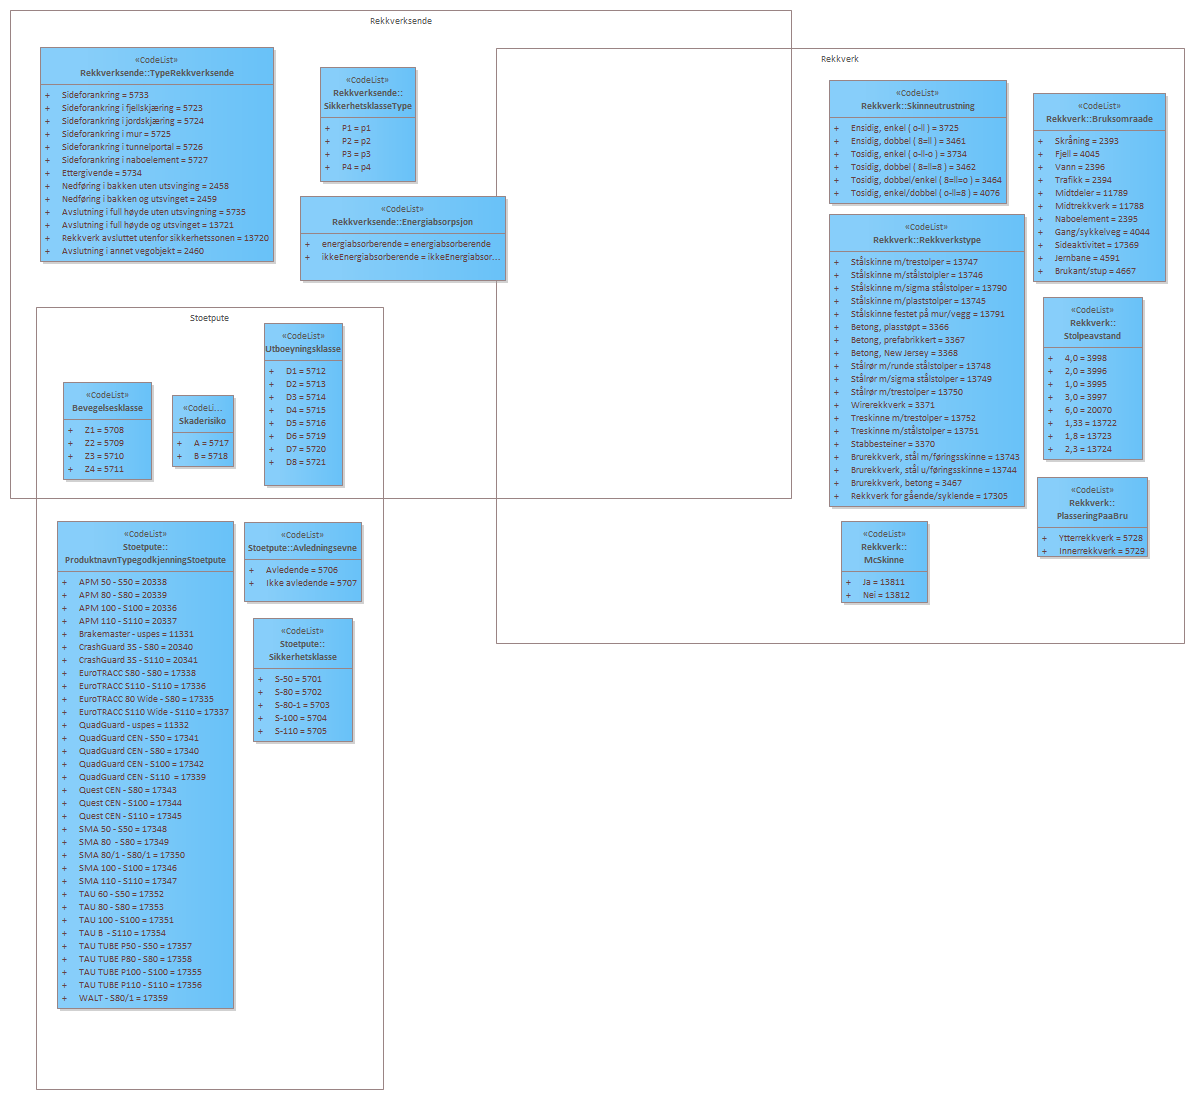 Rekkverksende
«CodeList»
Rekkverksende::TypeRekkverksende
+ Sideforankring = 5733
+ Sideforankring i fjellskjæring = 5723
+ Sideforankring i jordskjæring = 5724
+ Sideforankring i mur = 5725
+ Sideforankring i tunnelportal = 5726
+ Sideforankring i naboelement = 5727
+ Ettergivende = 5734
+ Nedføring i bakken uten utsvinging = 2458
+ Nedføring i bakken og utsvinget = 2459
+ Avslutning i full høyde uten utsvingning = 5735
+ Avslutning i full høyde og utsvinget = 13721
+ Rekkverk avsluttet utenfor sikkerhetssonen = 13720
+ Avslutning i annet vegobjekt = 2460
«CodeList»
Rekkverksende::
SikkerhetsklasseType
+ P1 = p1
+ P2 = p2
+ P3 = p3
+ P4 = p4
«CodeList»
Rekkverksende::Energiabsorpsjon
+ energiabsorberende = energiabsorberende
+ ikkeEnergiabsorberende = ikkeEnergiabsor...
Rekkverk
«CodeList»
Rekkverk::Skinneutrustning
+ Ensidig, enkel ( o-ll ) = 3725
+ Ensidig, dobbel ( 8=ll ) = 3461
+ Tosidig, enkel ( o-ll-o ) = 3734
+ Tosidig, dobbel ( 8=ll=8 ) = 3462
+ Tosidig, dobbel/enkel ( 8=ll=o ) = 3464
+ Tosidig, enkel/dobbel ( o-ll=8 ) = 4076
«CodeList»
Rekkverk::Bruksomraade
+ Skråning = 2393
+ Fjell = 4045
+ Vann = 2396
+ Trafikk = 2394
+ Midtdeler = 11789
+ Midtrekkverk = 11788
+ Naboelement = 2395
+ Gang/sykkelveg = 4044
+ Sideaktivitet = 17369
+ Jernbane = 4591
+ Brukant/stup = 4667
«CodeList»
Rekkverk::Rekkverkstype
+ Stålskinne m/trestolper = 13747
+ Stålskinne m/stålstolpler = 13746
+ Stålskinne m/sigma stålstolper = 13790
+ Stålskinne m/plaststolper = 13745
+ Stålskinne festet på mur/vegg = 13791
+ Betong, plasstøpt = 3366
+ Betong, prefabrikkert = 3367
+ Betong, New Jersey = 3368
+ Stålrør m/runde stålstolper = 13748
+ Stålrør m/sigma stålstolper = 13749
+ Stålrør m/trestolper = 13750
+ Wirerekkverk = 3371
+ Treskinne m/trestolper = 13752
+ Treskinne m/stålstolper = 13751
+ Stabbesteiner = 3370
+ Brurekkverk, stål m/føringsskinne = 13743
+ Brurekkverk, stål u/føringsskinne = 13744
+ Brurekkverk, betong = 3467
+ Rekkverk for gående/syklende = 17305
«CodeList»
Rekkverk::
Stolpeavstand
+ 4,0 = 3998
+ 2,0 = 3996
+ 1,0 = 3995
+ 3,0 = 3997
+ 6,0 = 20070
+ 1,33 = 13722
+ 1,8 = 13723
+ 2,3 = 13724
«CodeList»
Rekkverk::
PlasseringPaaBru
+ Ytterrekkverk = 5728
+ Innerrekkverk = 5729
«CodeList»
Rekkverk::
McSkinne
+ Ja = 13811
+ Nei = 13812
Stoetpute
«CodeList»
Utboeyningsklasse
+ D1 = 5712
+ D2 = 5713
+ D3 = 5714
+ D4 = 5715
+ D5 = 5716
+ D6 = 5719
+ D7 = 5720
+ D8 = 5721
«CodeList»
Bevegelsesklasse
+ Z1 = 5708
+ Z2 = 5709
+ Z3 = 5710
+ Z4 = 5711
«CodeLi...
Skaderisiko
+ A = 5717
+ B = 5718
«CodeList»
Stoetpute::
ProduktnavnTypegodkjenningStoetpute
+ APM 50 - S50 = 20338
+ APM 80 - S80 = 20339
+ APM 100 - S100 = 20336
+ APM 110 - S110 = 20337
+ Brakemaster - uspes = 11331
+ CrashGuard 3S - S80 = 20340
+ CrashGuard 3S - S110 = 20341
+ EuroTRACC S80 - S80 = 17338
+ EuroTRACC S110 - S110 = 17336
+ EuroTRACC 80 Wide - S80 = 17335
+ EuroTRACC S110 Wide - S110 = 17337
+ QuadGuard - uspes = 11332
+ QuadGuard CEN - S50 = 17341
+ QuadGuard CEN - S80 = 17340
+ QuadGuard CEN - S100 = 17342
+ QuadGuard CEN - S110  = 17339
+ Quest CEN - S80 = 17343
+ Quest CEN - S100 = 17344
+ Quest CEN - S110 = 17345
+ SMA 50 - S50 = 17348
+ SMA 80  - S80 = 17349
+ SMA 80/1 - S80/1 = 17350
+ SMA 100 - S100 = 17346
+ SMA 110 - S110 = 17347
+ TAU 60 - S50 = 17352
+ TAU 80 - S80 = 17353
+ TAU 100 - S100 = 17351
+ TAU B  - S110 = 17354
+ TAU TUBE P50 - S50 = 17357
+ TAU TUBE P80 - S80 = 17358
+ TAU TUBE P100 - S100 = 17355
+ TAU TUBE P110 - S110 = 17356
+ WALT - S80/1 = 17359
«CodeList»
Stoetpute::Avledningsevne
+ Avledende = 5706
+ Ikke avledende = 5707
«CodeList»
Stoetpute::
Sikkerhetsklasse
+ S-50 = 5701
+ S-80 = 5702
+ S-80-1 = 5703
+ S-100 = 5704
+ S-110 = 5705